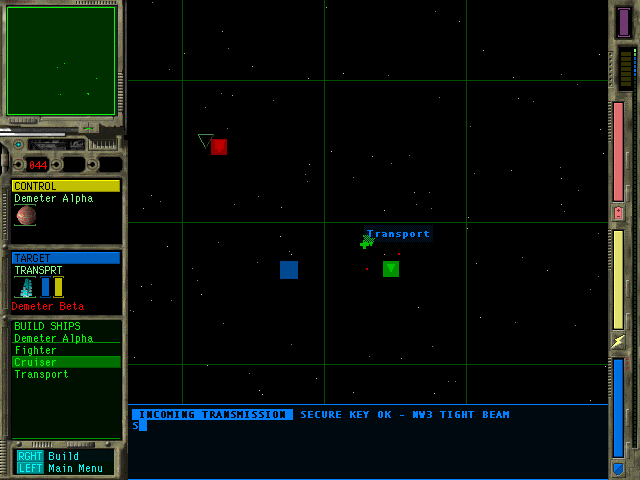 044
CONTROL
Demeter Alpha
TARGET
TRANSPRT
Demeter Beta
BUILD SHIPS
Demeter Alpha
Fighter
Cruiser
Transport
RGHT Build
LEFT Main Menu
Transport
INCOMING TRANSMISSION SECURE KEY OK - NW3 TIGHT BEAM
S